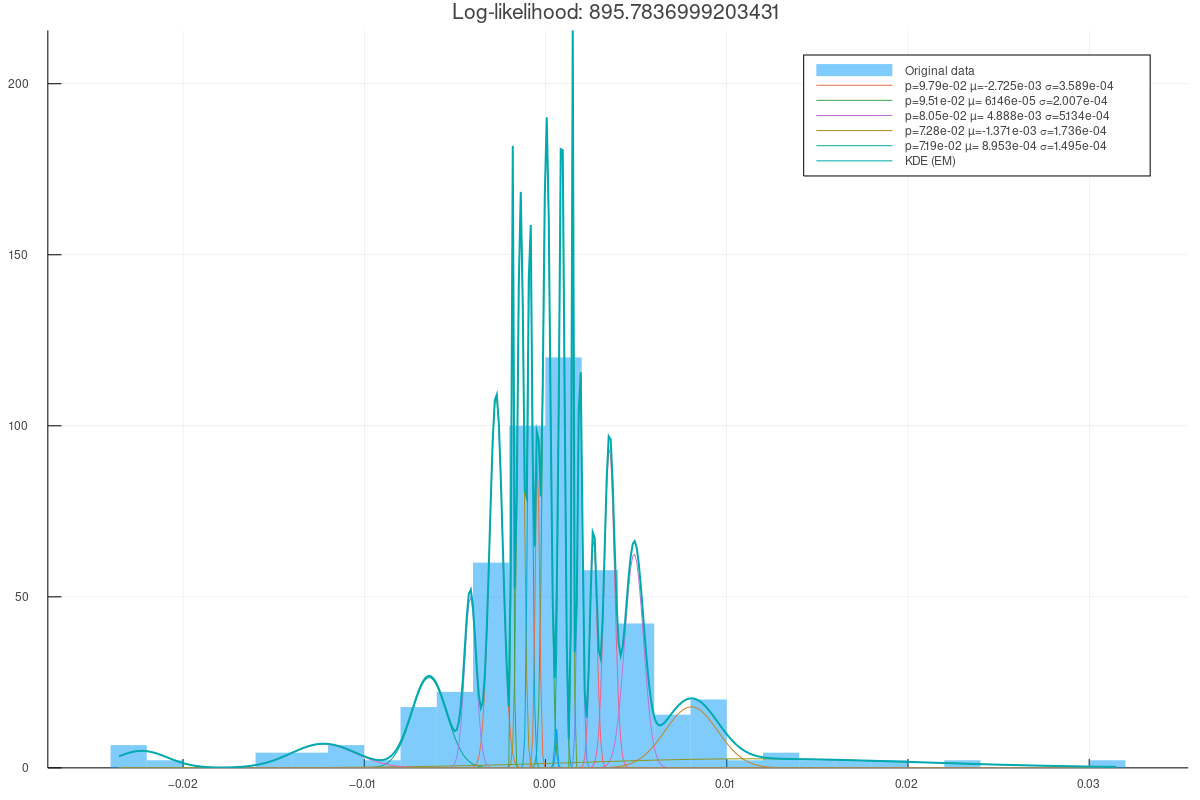 Log-likelihood: 895.7836999203431
200
150
100
50
0
Original data
p=9.79e-02 μ=-2.725e-03 σ=3.589e-04
p=9.51e-02 μ= 6.146e-05 σ=2.007e-04
p=8.05e-02 μ= 4.888e-03 σ=5.134e-04
p=7.28e-02 μ=-1.371e-03 σ=1.736e-04
p=7.19e-02 μ= 8.953e-04 σ=1.495e-04
KDE (EM)
−0.02 −0.01 0.00 0.01 0.02 0.03